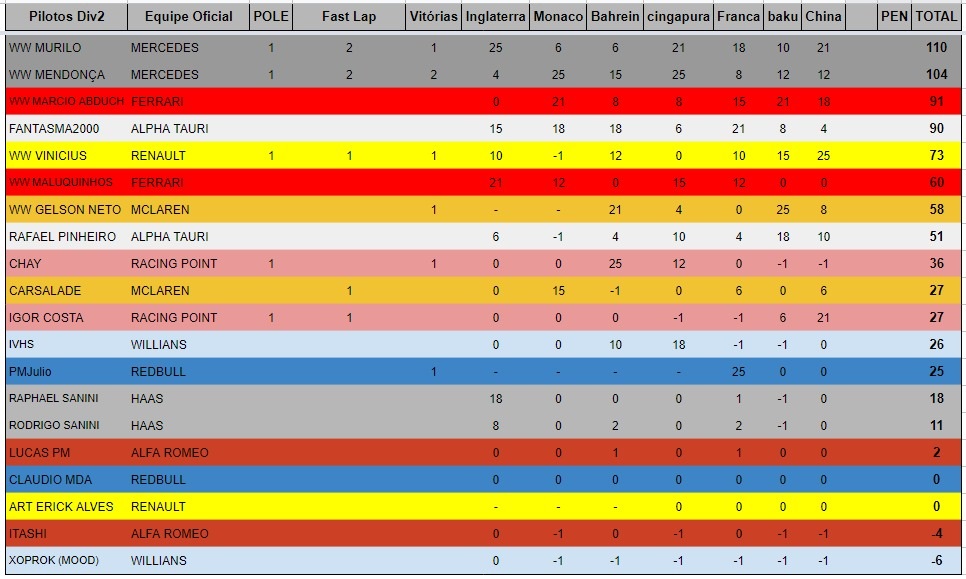 Pilotos Div2 Equipe Oficial POLE Fast Lap Vitórias Inglaterra Monaco Bahrein cingapura Franca baku China PEN TOTAL
WW MURILO MERCEDES 1 2 1 25 6 6 21 18 10 21 110
WW MENDONÇA MERCEDES 1 2 2 4 25 15 25 8 12 12 104
WW MARCIO ABDUCH FERRARI 0 21 8 8 15 21 18 91
FANTASMA2000 ALPHA TAURI 15 18 18 6 21 8 4 90
WW VINICIUS RENAULT 1 1 1 10 -1 12 0 10 15 25 73
WW MALUQUINHOS FERRARI 21 12 0 15 12 0 0 60
WW GELSON NETO MCLAREN 1 - - 21 4 0 25 8 58
RAFAEL PINHEIRO ALPHA TAURI 6 -1 4 10 4 18 10 51
CHAY RACING POINT 1 1 0 0 25 12 0 -1 -1 36
CARSALADE MCLAREN 1 0 15 -1 0 6 0 6 27
IGOR COSTA RACING POINT 1 1 0 0 0 -1 -1 6 21 27
IVHS WILLIANS 0 0 10 18 -1 -1 0 26
PMJulio REDBULL 1 - - - - 25 0 0 25
RAPHAEL SANINI HAAS 18 0 0 0 1 -1 0 18
RODRIGO SANINI HAAS 8 0 2 0 2 -1 0 11
LUCAS PM ALFA ROMEO 0 0 1 0 1 0 0 2
CLAUDIO MDA REDBULL 0 0 0 0 0 0 0 0
ART ERICK ALVES RENAULT - - - 0 0 0 0 0
ITASHI ALFA ROMEO 0 -1 0 -1 0 -1 -1 -4
XOPROK (MOOD) WILLIANS 0 -1 -1 -1 -1 -1 -1 -6